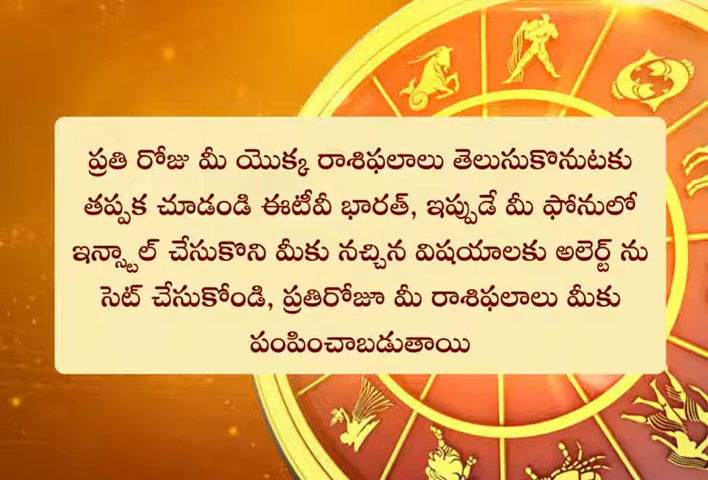 ప్రతి రోజు మీ యొక్క రాశిఫలాలు తెలుసుకొనుటకు
తప్పక చూడండి ఈటీవీ భారత్, ఇప్పుడే మీ ఫోనులో
ఇన్స్టాల్ చేసుకొని మీకు నచ్చిన విషయాలకు అలెర్ట్ ను
సెట్ చేసుకోండి, ప్రతిరోజూ మీ రాశిఫలాలు మీకు
పంపించాబడుతాయి